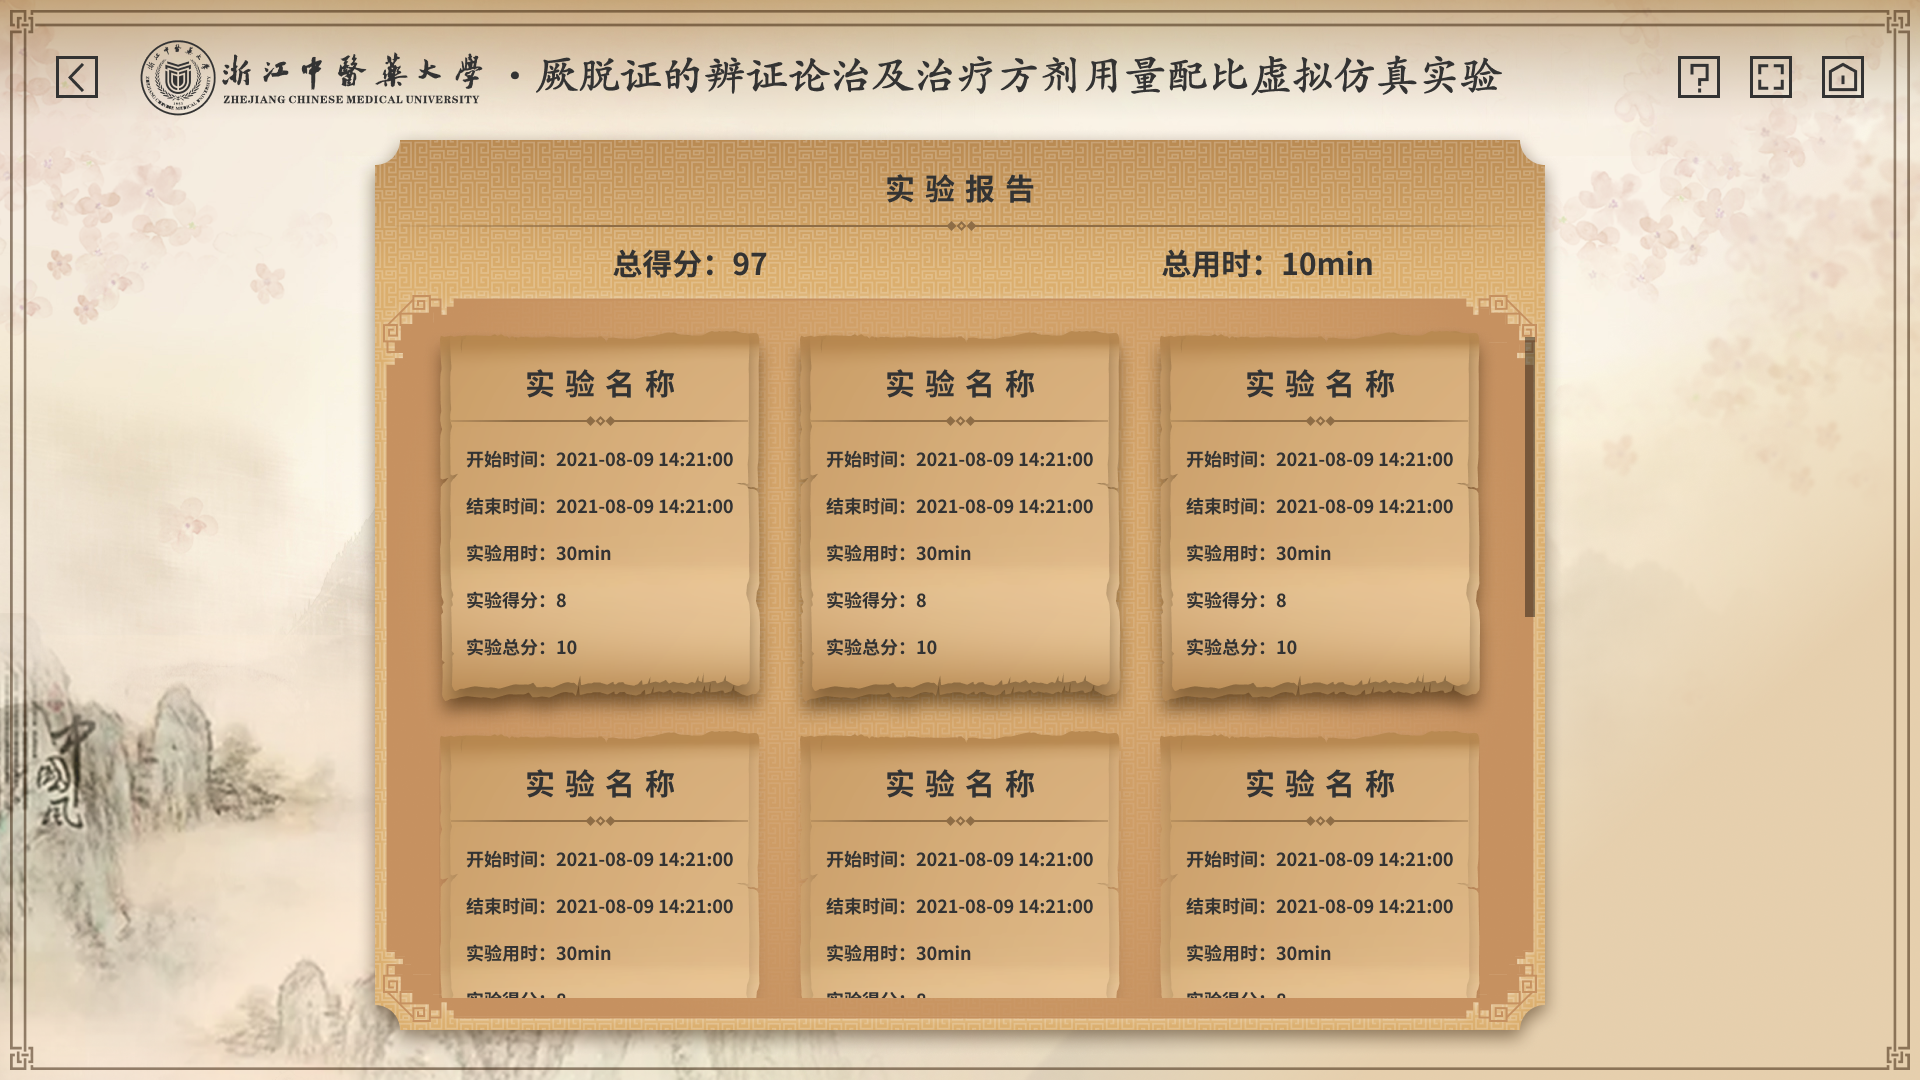 浙江中醫藥大學 · 厥脱证的辨证论治及治疗方剂用量配比虚拟仿真实验
ZHEJIANG CHINESE MEDICAL UNIVERSITY
实验报告
总得分：97 总用时：10min
实验名称 实验名称 实验名称
开始时间：2021-08-09 14:21:00 开始时间：2021-08-09 14:21:00 开始时间：2021-08-09 14:21:00
结束时间：2021-08-09 14:21:00 结束时间：2021-08-09 14:21:00 结束时间：2021-08-09 14:21:00
实验用时：30min 实验用时：30min 实验用时：30min
实验得分：8 实验得分：8 实验得分：8
实验总分：10 实验总分：10 实验总分：10
中國风
实验名称 实验名称 实验名称
开始时间：2021-08-09 14:21:00 开始时间：2021-08-09 14:21:00 开始时间：2021-08-09 14:21:00
结束时间：2021-08-09 14:21:00 结束时间：2021-08-09 14:21:00 结束时间：2021-08-09 14:21:00
实验用时：30min 实验用时：30min 实验用时：30min